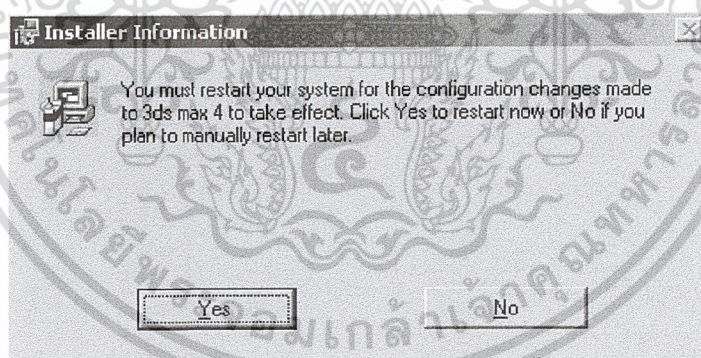 Installer Information
You must restart your system for the configuration changes made
to 3ds max 4 to take effect. Click Yes to restart now or No if you
plan to manually restart later.
Yes
No